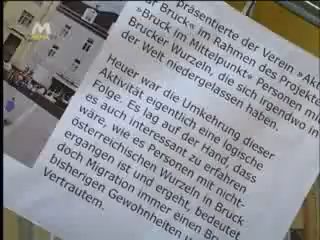 M
präsentierte der Verein »Ak
Bruck« im Rahmen des Projekte
»Bruck im Mittelpunkt« Personen mi
Brucker Wurzeln, die sich irgendwo in
der Welt niedergelassen haben.
Heuer war die Umkehrung dieser
Aktivität eigentlich eine logische
Folge. Es lag auf der Hand, dass
es auch interessant zu erfahren
wäre, wie es Personen mit nicht-
österreichischen Wurzeln in Bruck
ergangen ist und ergeht, bedeutet
doch Migration immer einen Bruc
bisherigen Gewohnheiten u
Vertrautem.